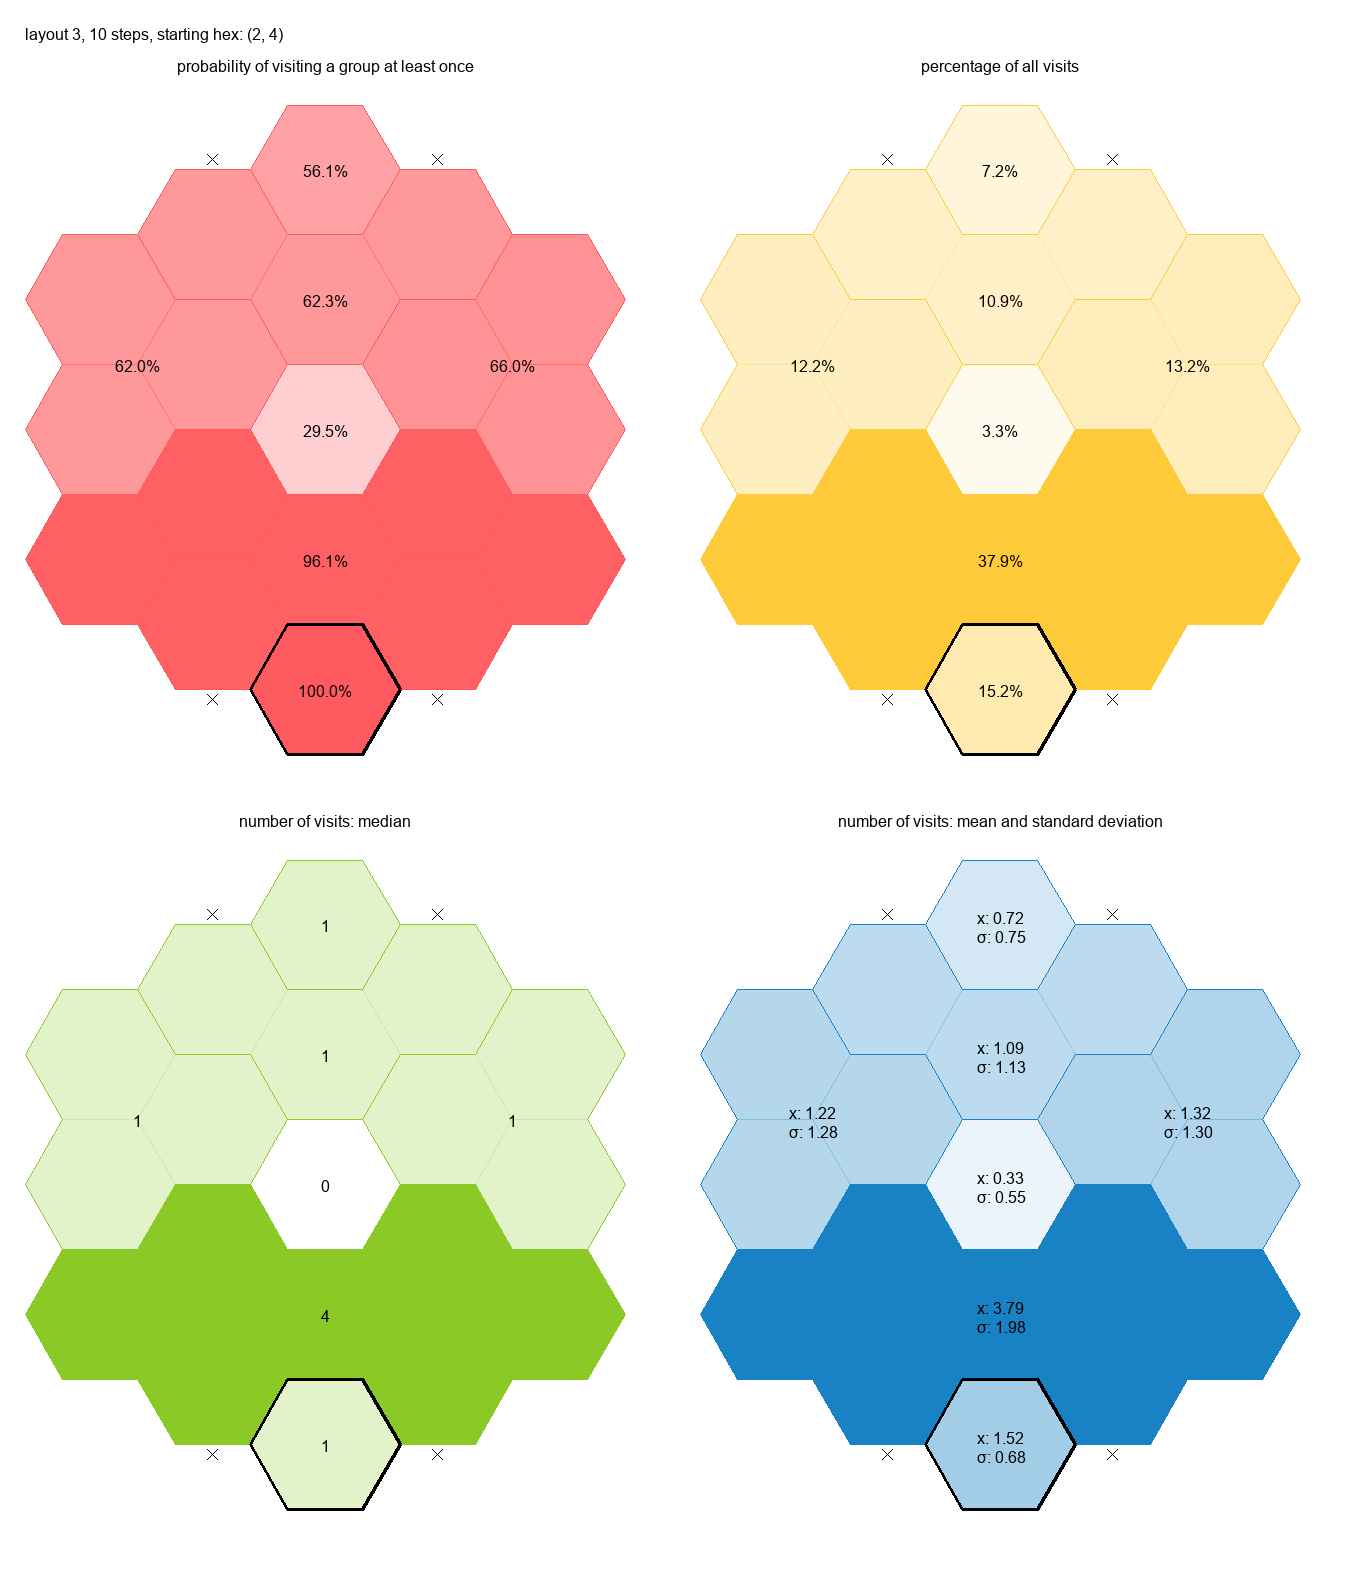 layout 3, 10 steps, starting hex: (2, 4)
probability of visiting a group at least once
56.1%
62.3%
62.0%
66.0%
29.5%
96.1%
100.0%
percentage of all visits
7.2%
10.9%
12.2%
13.2%
3.3%
37.9%
15.2%
number of visits: median
1
1
1
1
0
4
1
number of visits: mean and standard deviation
x: 0.72
σ: 0.75
x: 1.09
σ: 1.13
x: 1.22
σ: 1.28
x: 1.32
σ: 1.30
x: 0.33
σ: 0.55
x: 3.79
σ: 1.98
x: 1.52
σ: 0.68